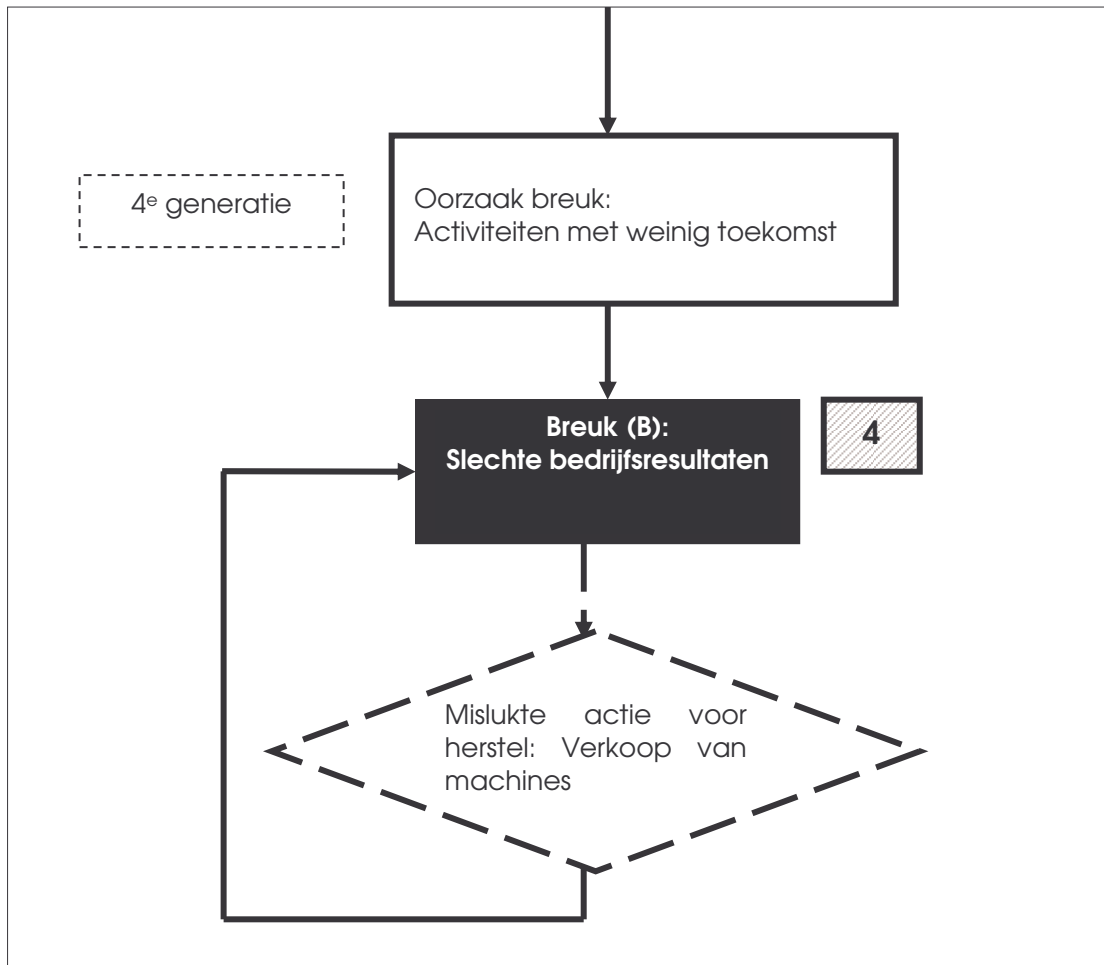 4e generatie
Oorzaak breuk:
Activiteiten met weinig toekomst
Breuk (B):
Slechte bedrijfsresultaten
4
Mislukte actie voor
herstel: Verkoop van
machines